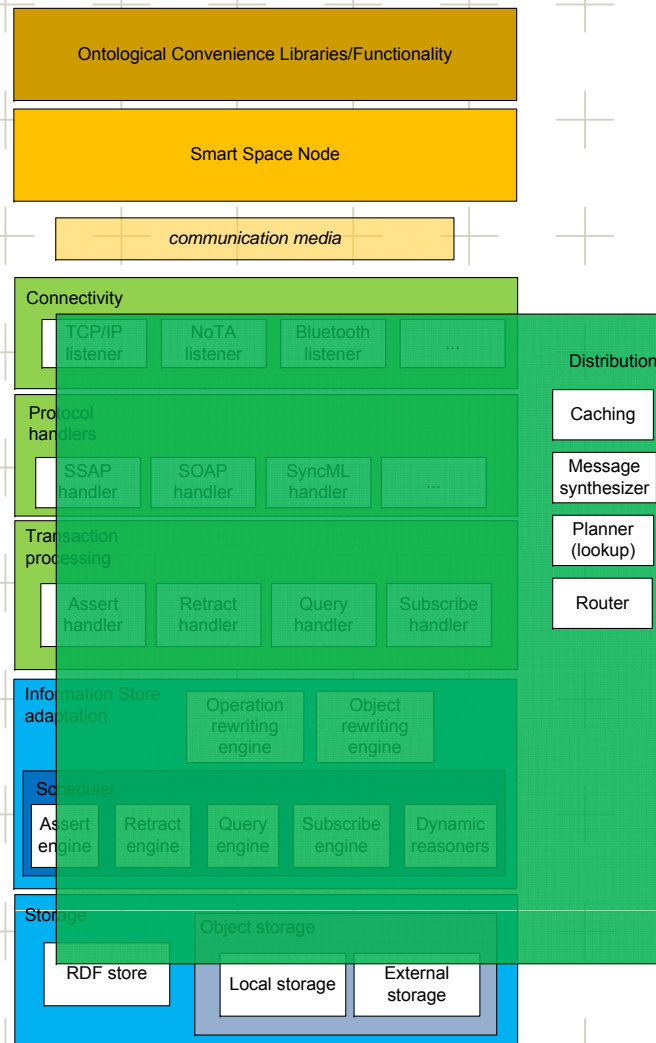 Ontological Convenience Libraries/Functionality
Smart Space Node
communication media
Connectivity
TCP/IP
listener
NoTA
listener
Bluetooth
listener
...
Distribution
Caching
Message
synthesizer
Planner
(lookup)
Router
Protocol
handlers
SSAP
handler
SOAP
handler
SyncML
handler
...
Transaction
processing
Assert
handler
Retract
handler
Query
handler
Subscribe
handler
Information Store
adaptation
Operation
rewriting
engine
Object
rewriting
engine
Scheduler
Assert
engine
Retract
engine
Query
engine
Subscribe
engine
Dynamic
reasoners
Storage
Object storage
RDF store
Local storage
External
storage